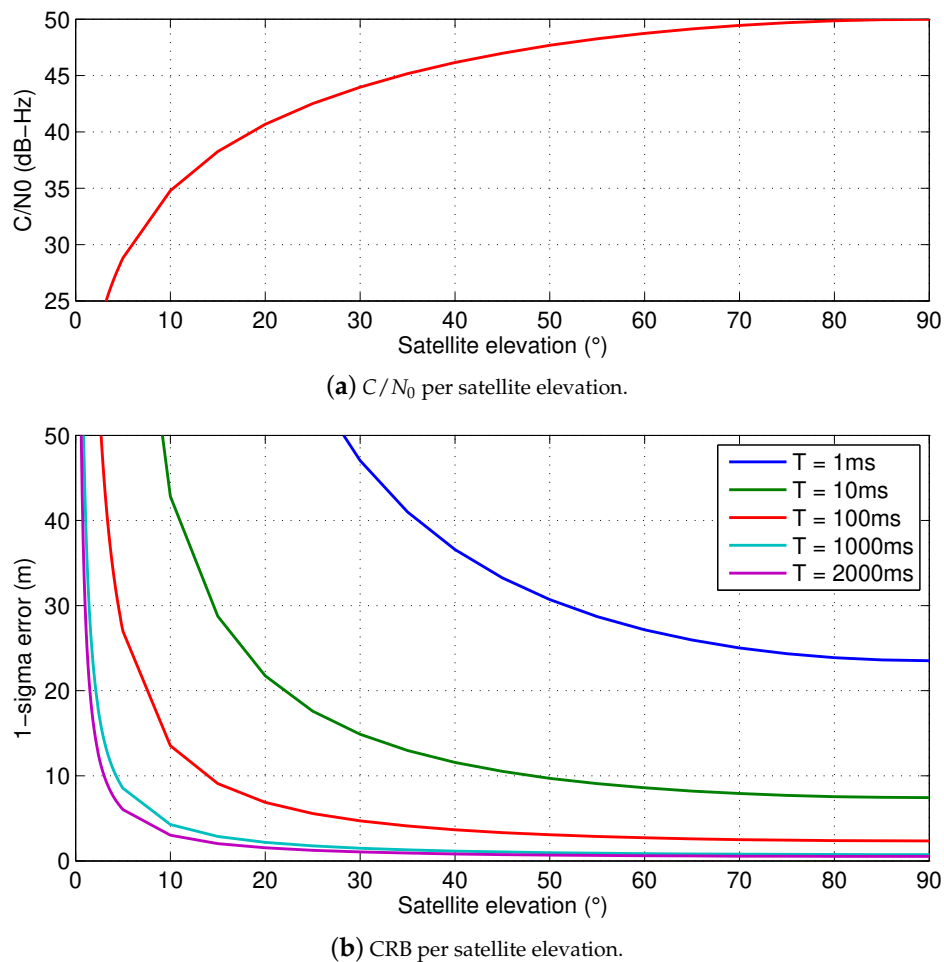 50
45
40
35
30
25
C/N0 (dB−Hz)
0 10 20 30 40 50 60 70 80 90
Satellite elevation (°)
(a) C/N0 per satellite elevation.
50
40
30
20
10
0
1−sigma error (m)
T = 1ms
T = 10ms
T = 100ms
T = 1000ms
T = 2000ms
0 10 20 30 40 50 60 70 80 90
Satellite elevation (°)
(b) CRB per satellite elevation.